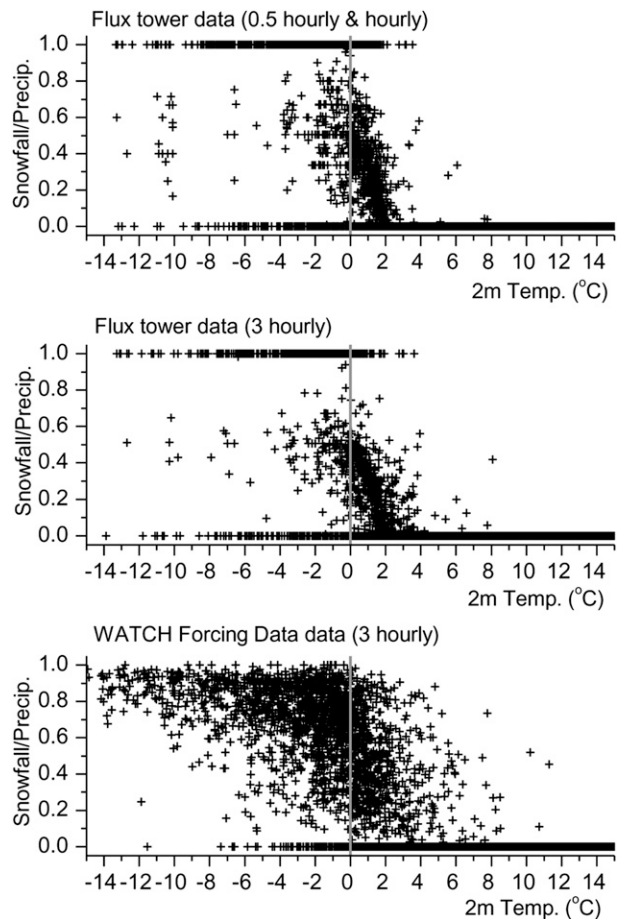 Flux tower data (0.5 hourly & hourly)
Snowfall/Precip.
1.0
0.8
0.6
0.4
0.2
0.0
-14 -12 -10 -8 -6 -4 -2 0 2 4 6 8 10 12 14
2m Temp. (°C)
Flux tower data (3 hourly)
Snowfall/Precip.
1.0
0.8
0.6
0.4
0.2
0.0
-14 -12 -10 -8 -6 -4 -2 0 2 4 6 8 10 12 14
2m Temp. (°C)
WATCH Forcing Data data (3 hourly)
Snowfall/Precip.
1.0
0.8
0.6
0.4
0.2
0.0
-14 -12 -10 -8 -6 -4 -2 0 2 4 6 8 10 12 14
2m Temp. (°C)